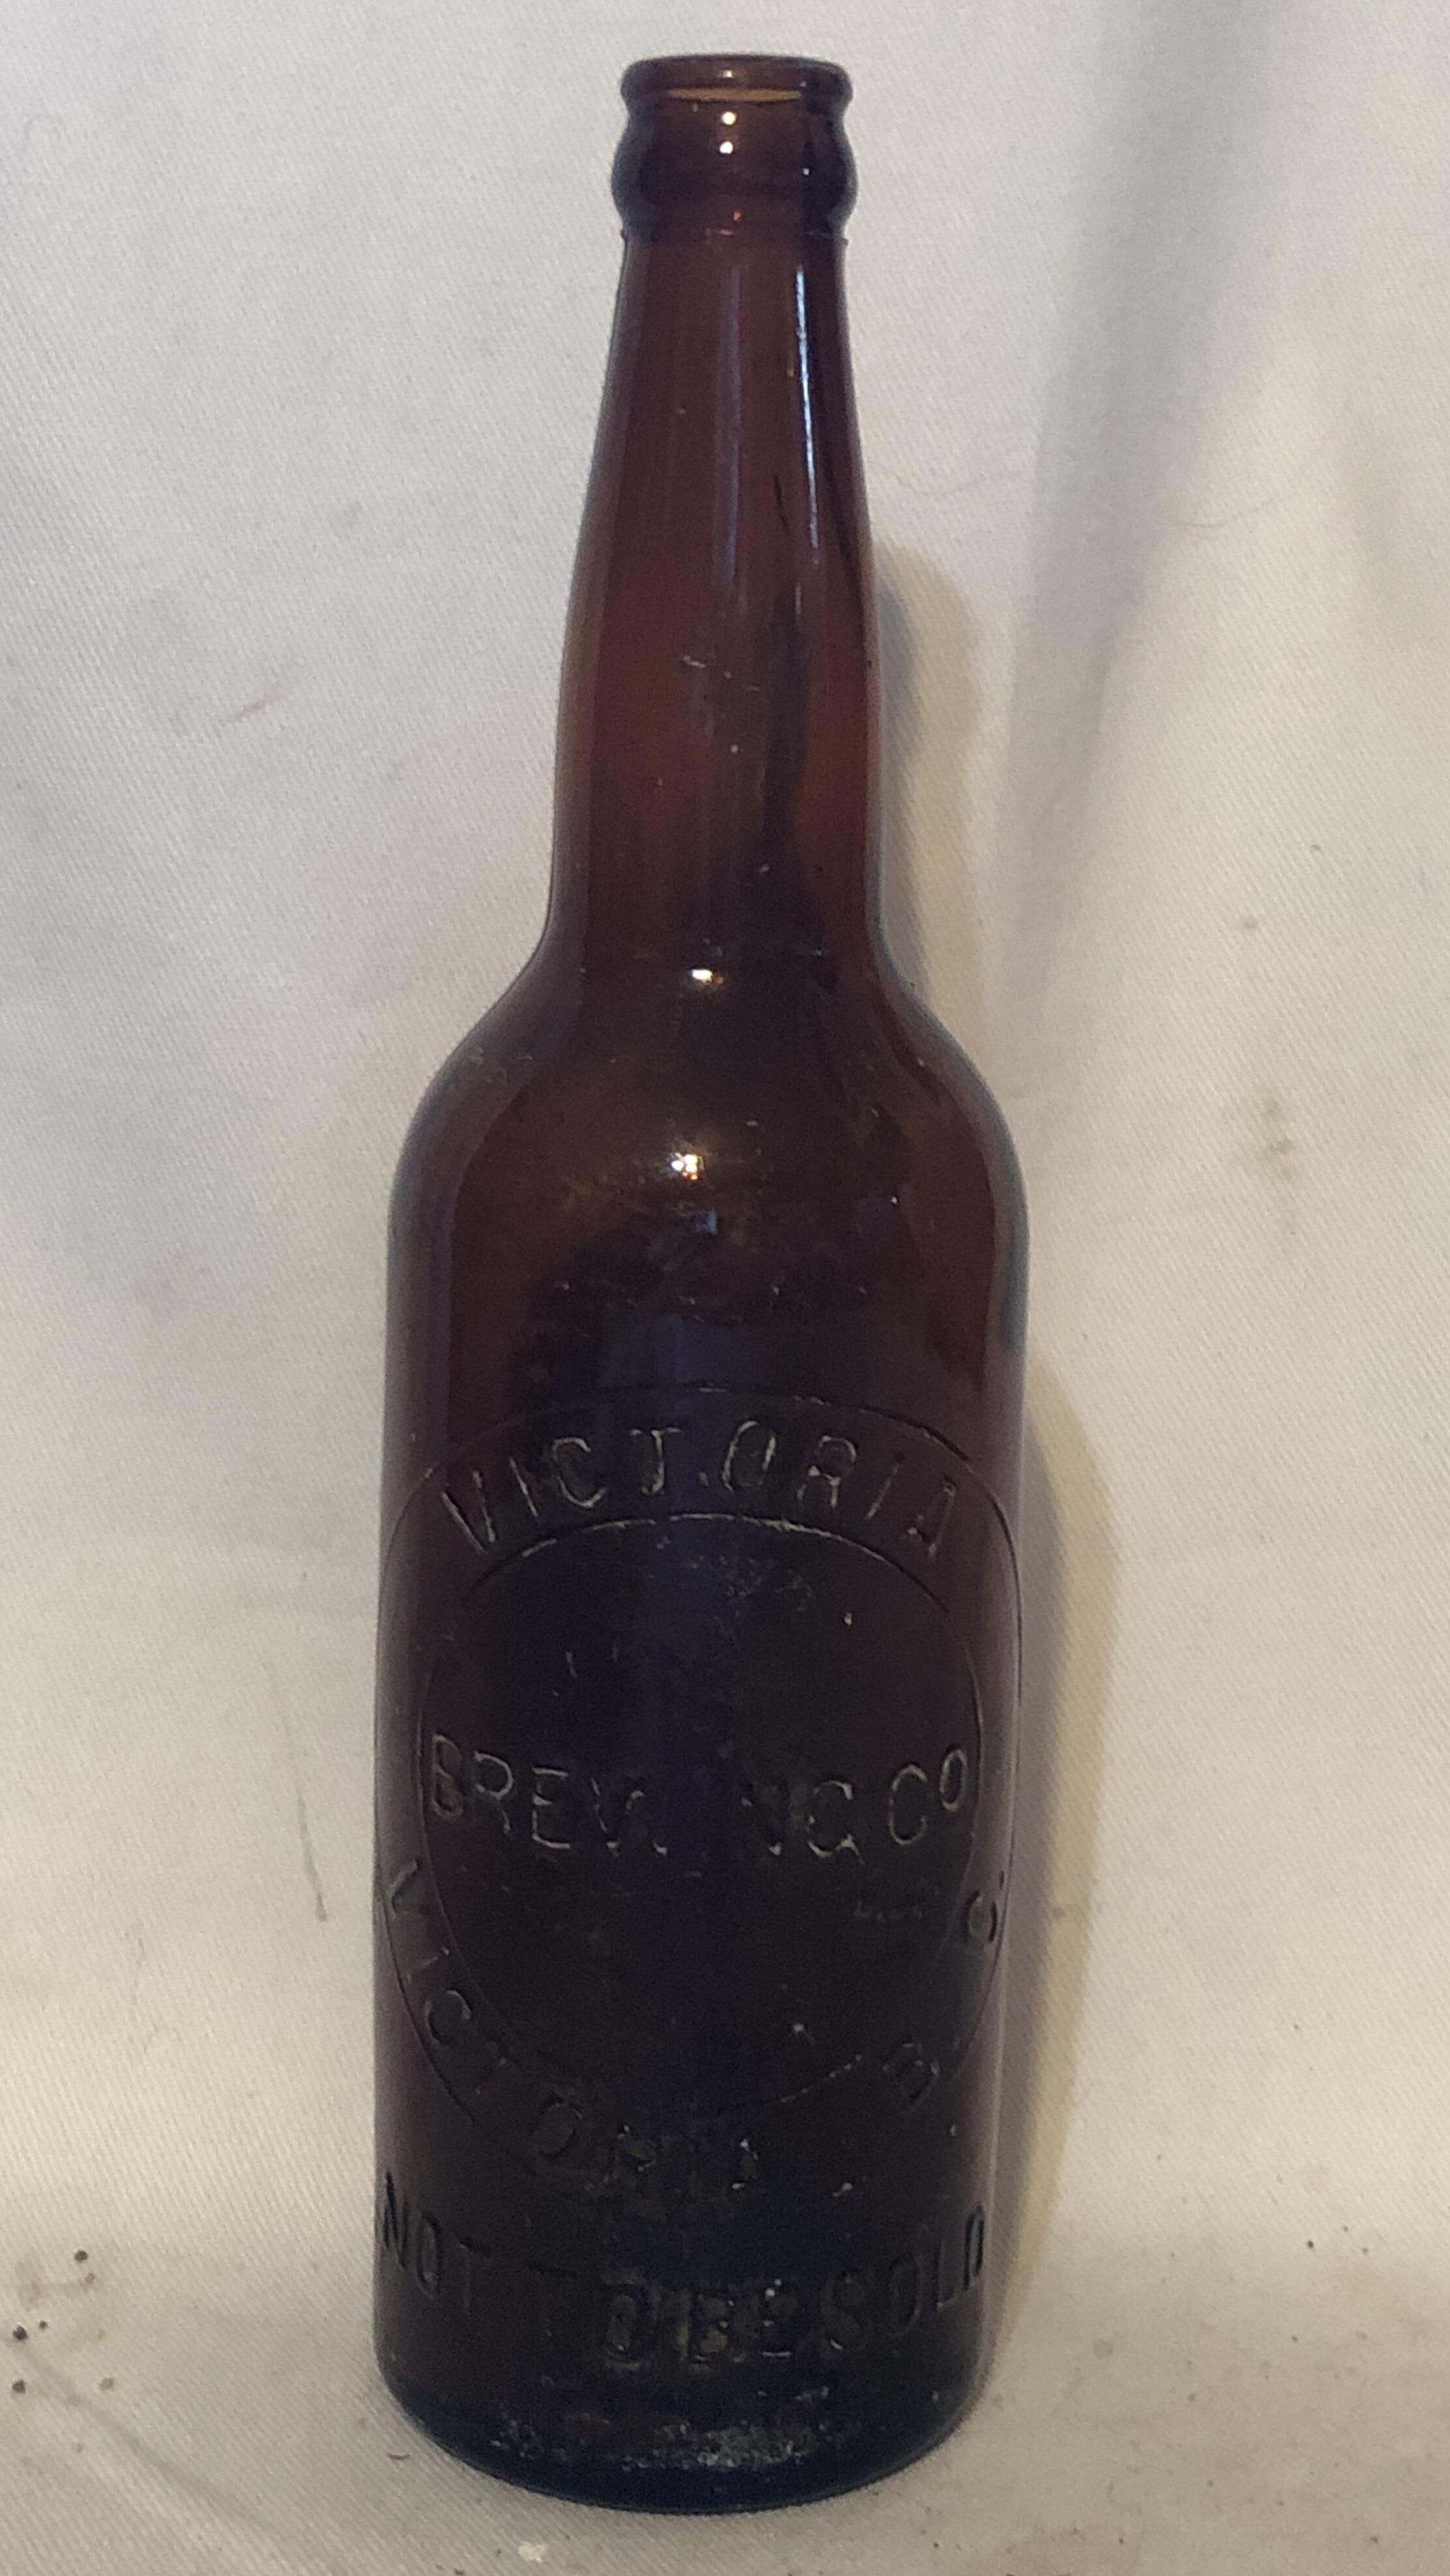 VICTORIA
BREWING CO
VICTORIA B.C.
NOT TO BE SOLD